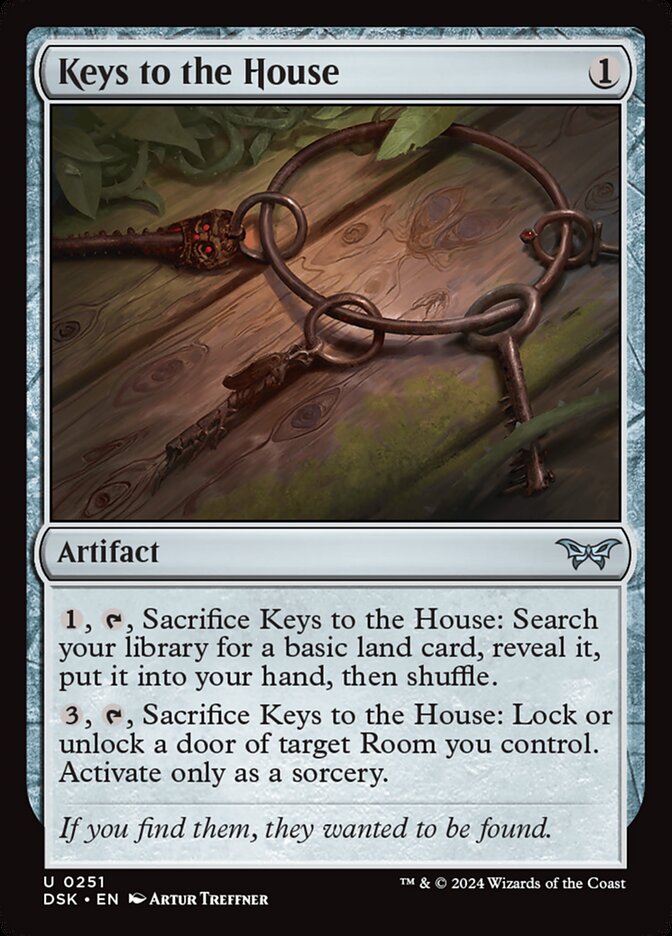 Keys to the House 1
Artifact
1, , Sacrifice Keys to the House: Search
your library for a basic land card, reveal it,
put it into your hand, then shuffle.
3, , Sacrifice Keys to the House: Lock or
unlock a door of target Room you control.
Activate only as a sorcery.
If you find them, they wanted to be found.
U 0251
DSK • EN Artur Treffner
™ & © 2024 Wizards of the Coast